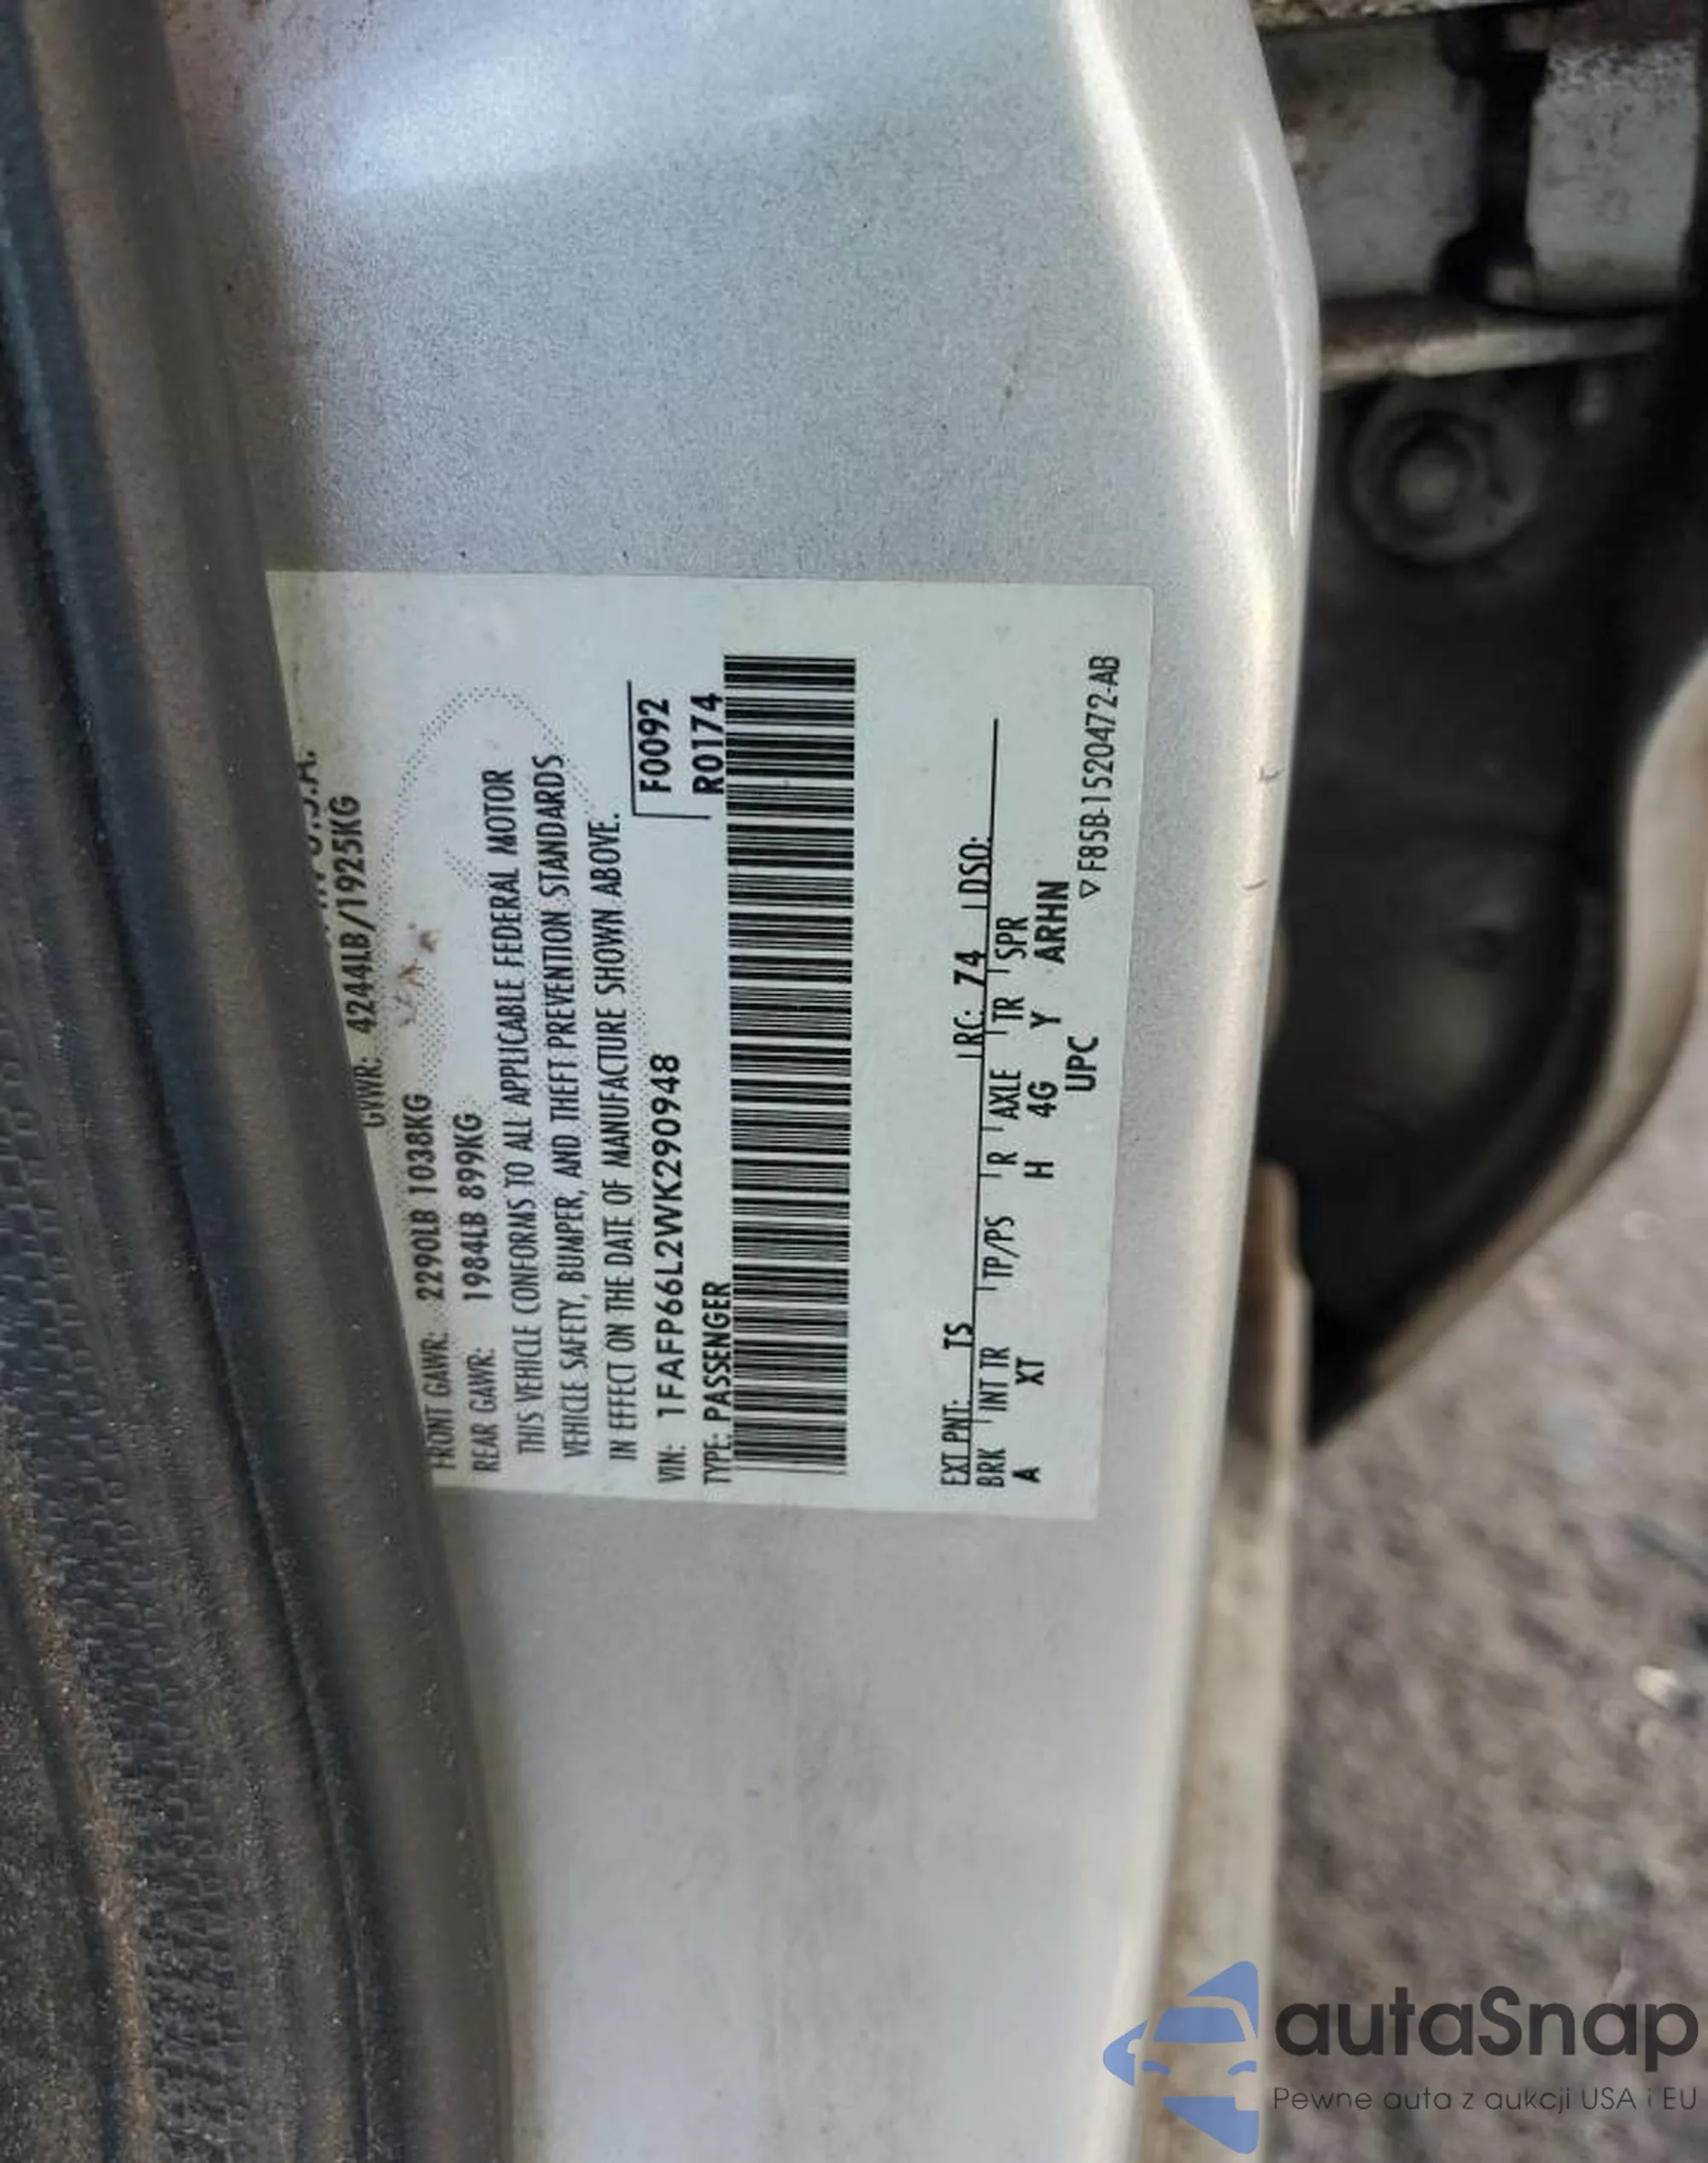 GVWR: 4244LB/1925KG
FRONT GAWR: 2290LB 1038KG
REAR GAWR: 1984LB 899KG
THIS VEHICLE CONFORMS TO ALL APPLICABLE FEDERAL MOTOR
VEHICLE SAFETY, BUMPER, AND THEFT PREVENTION STANDARDS
IN EFFECT ON THE DATE OF MANUFACTURE SHOWN ABOVE.
VIN: 1FAFP66L2WK290948 F0092
TYPE: PASSENGER R0174
EXT PNT: TS RC: 74 DSO:
BRK INT TR TP/PS R AXLE TR SPR
A XT H 4G Y ARHN
UPC
▽F85B-1520472-AB
autaSnap
Pewne auta z aukcji USA i EU